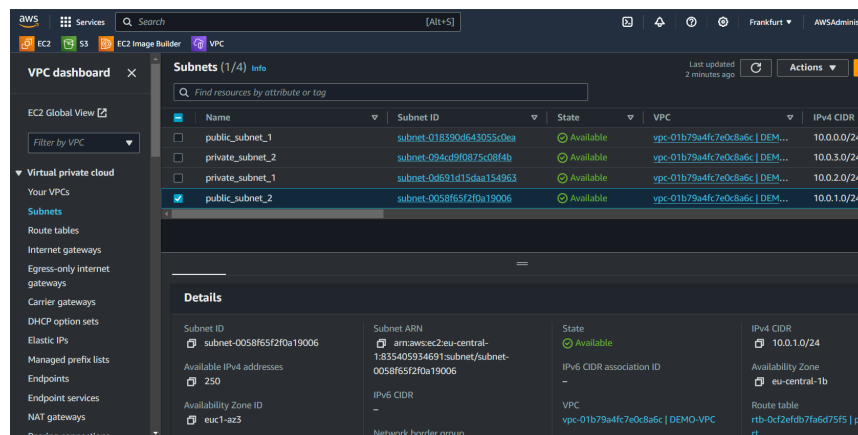 aws Services Search [Alt+S] Frankfurt ▼ AWSAdminis
EC2 S3 EC2 Image Builder VPC
VPC dashboard
EC2 Global View
Filter by VPC
Virtual private cloud
Your VPCs
Subnets
Route tables
Internet gateways
Egress-only internet
gateways
Carrier gateways
DHCP option sets
Elastic IPs
Managed prefix lists
Endpoints
Endpoint services
NAT gateways
Subnets (1/4) Info
Last updated
2 minutes ago
Actions ▼
Find resources by attribute or tag
Name Subnet ID State VPC IPv4 CIDR
public_subnet_1 subnet-018390d643055c0ea Available vpc-01b79a4fc7e0c8a6c | DEM... 10.0.0.0/24
private_subnet_2 subnet-094cd9f0875c08f4b Available vpc-01b79a4fc7e0c8a6c | DEM... 10.0.3.0/24
private_subnet_1 subnet-0d691d15daa154963 Available vpc-01b79a4fc7e0c8a6c | DEM... 10.0.2.0/24
public_subnet_2 subnet-0058f65f2f0a19006 Available vpc-01b79a4fc7e0c8a6c | DEM... 10.0.1.0/24
Details
Subnet ID
subnet-0058f65f2f0a19006
Available IPv4 addresses
250
Availability Zone ID
euc1-az3
Subnet ARN
arn:aws:ec2:eu-central-
1:835405934691:subnet/subnet-
0058f65f2f0a19006
IPv6 CIDR
–
Network border group
State
Available
IPv6 CIDR association ID
–
VPC
vpc-01b79a4fc7e0c8a6c | DEMO-VPC
IPv4 CIDR
10.0.1.0/24
Availability Zone
eu-central-1b
Route table
rtb-0cf2efdb7fa6d75f5 | p
rt